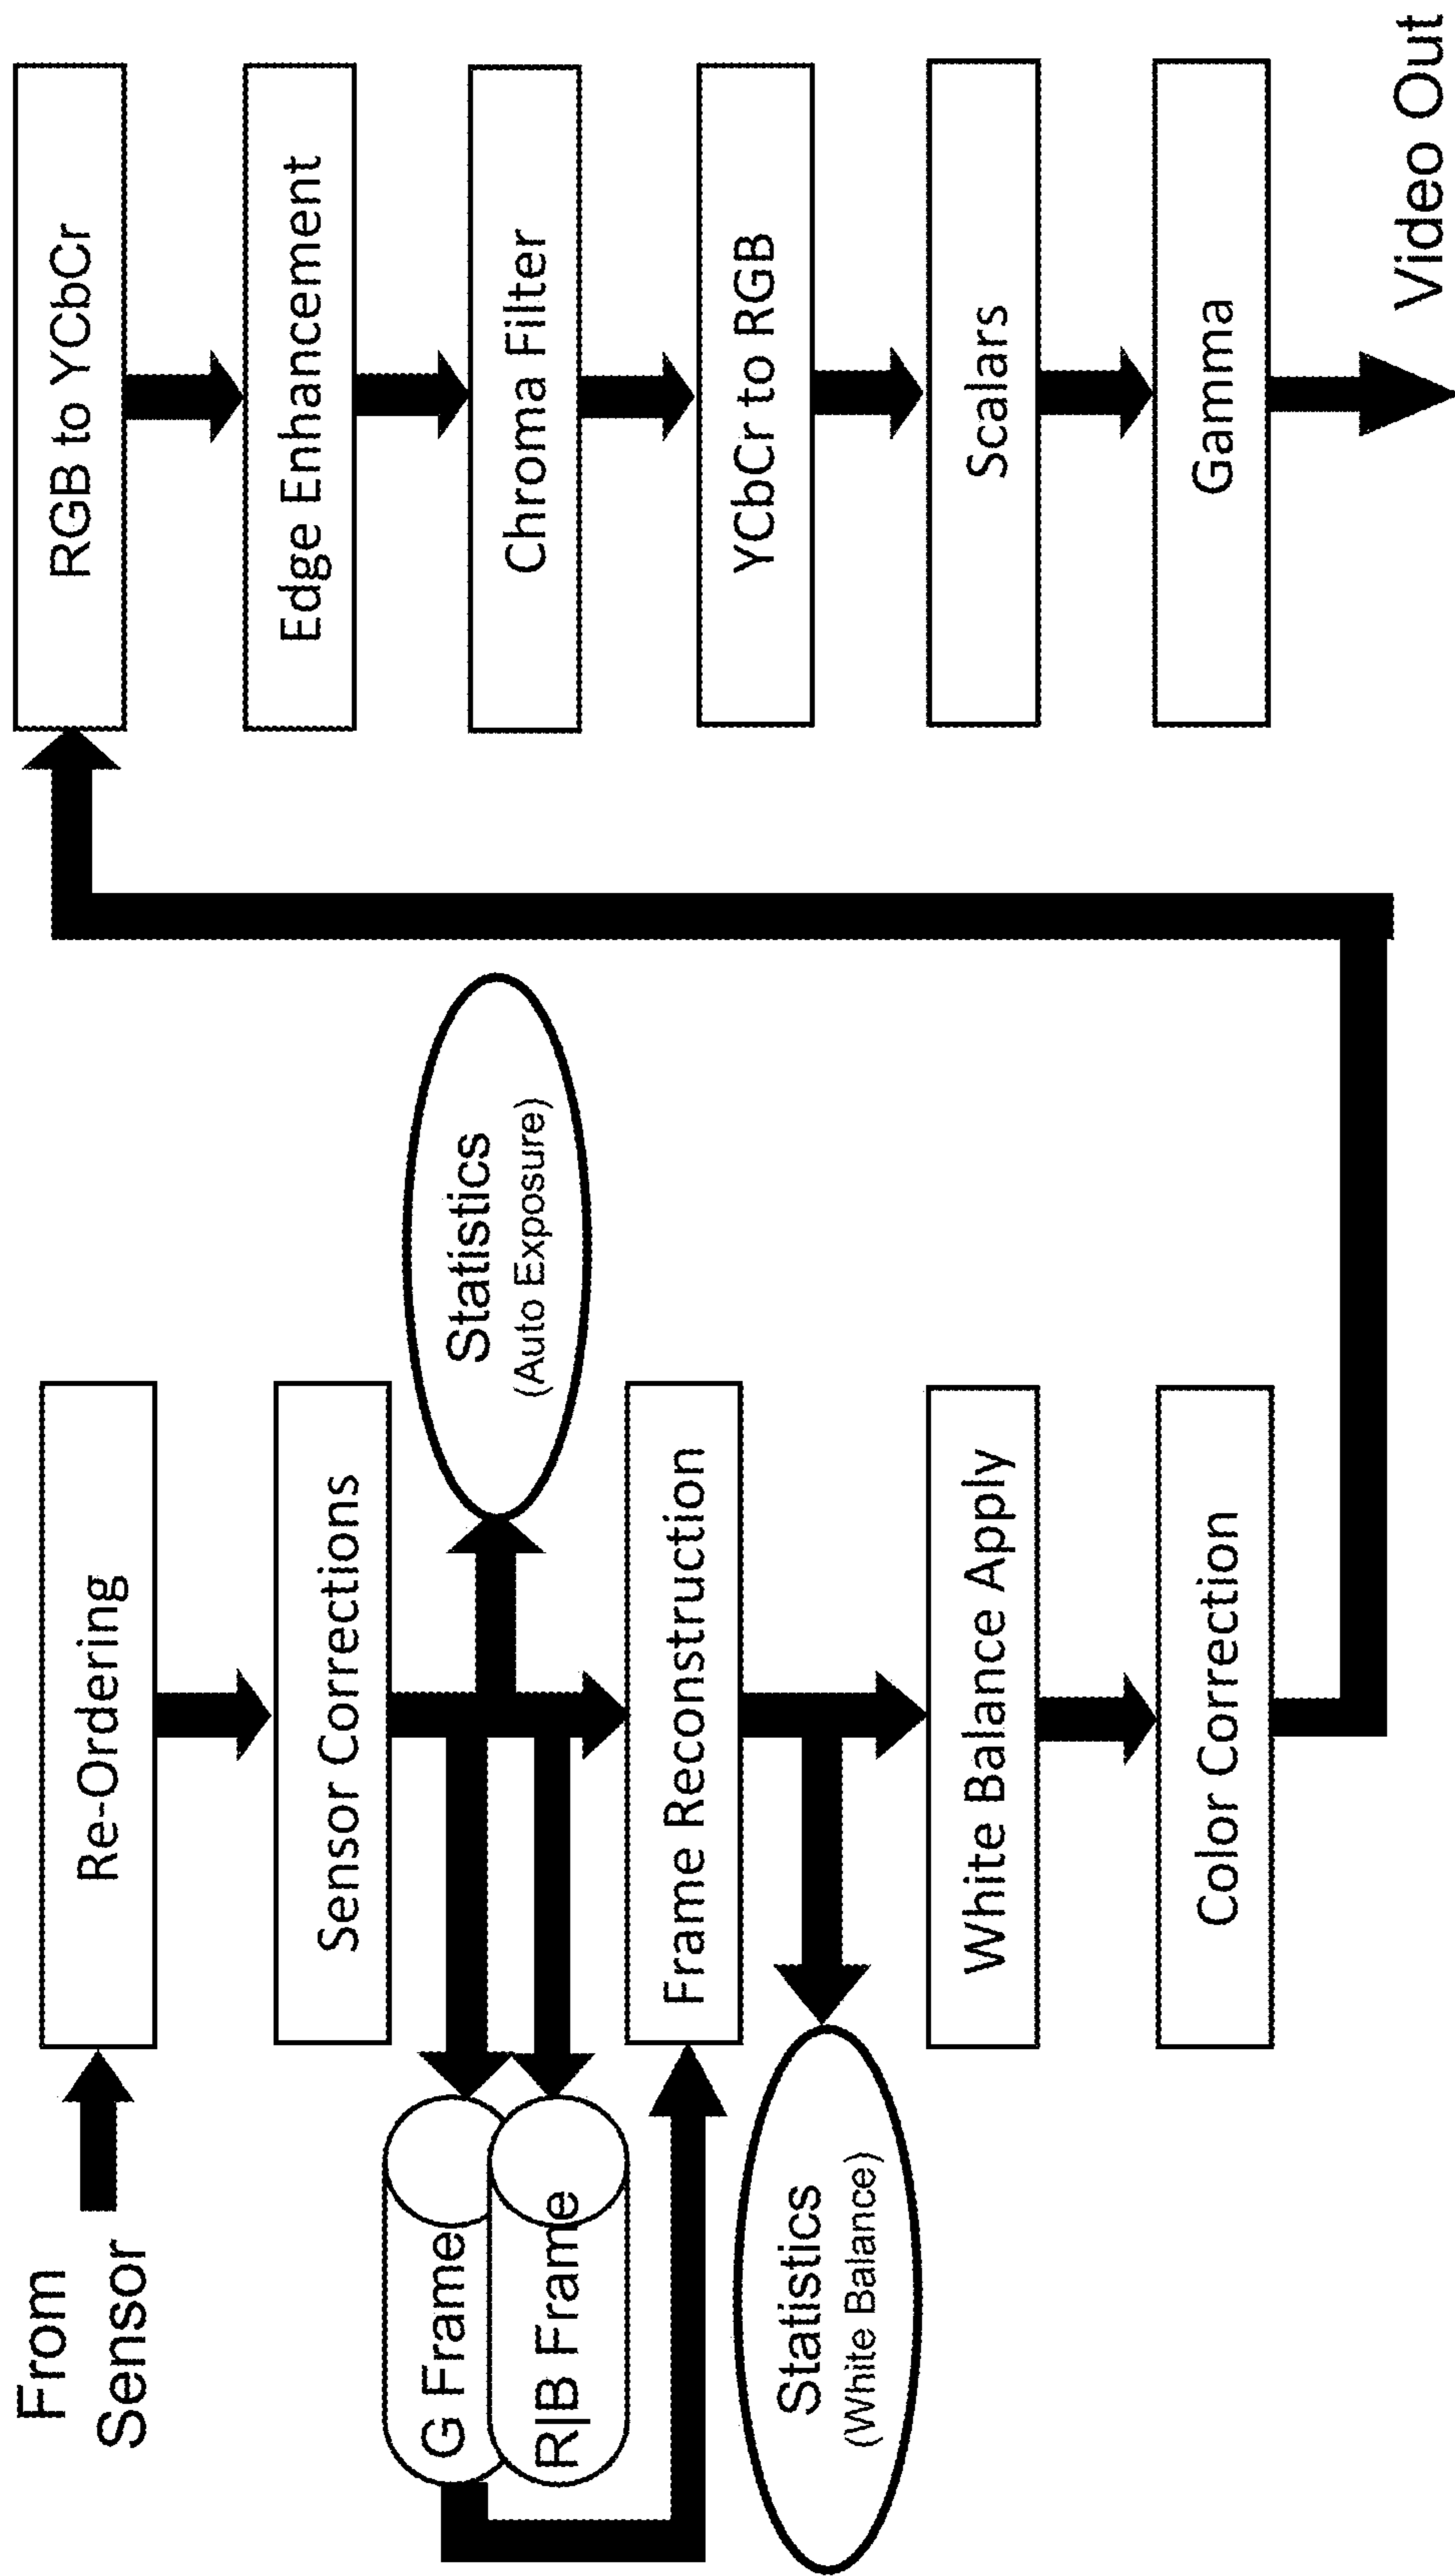 From
Sensor
Re-Ordering
Sensor Corrections
G Frame
R|B Frame
Statistics
(Auto Exposure)
Frame Reconstruction
Statistics
(White Balance)
White Balance Apply
Color Correction
RGB to YCbCr
Edge Enhancement
Chroma Filter
YCbCr to RGB
Scalars
Gamma
Video Out